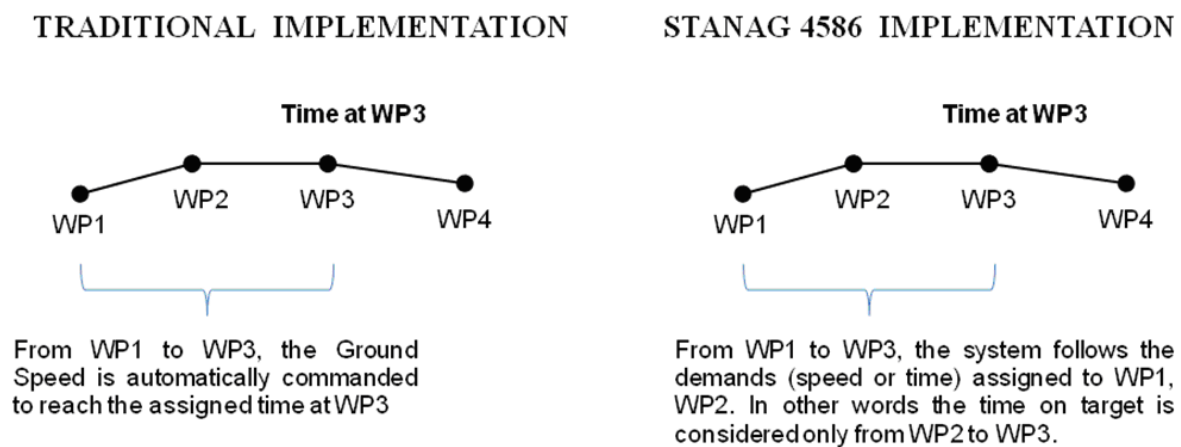 TRADITIONAL IMPLEMENTATION
Time at WP3
WP1
WP2
WP3
WP4
From WP1 to WP3, the Ground
Speed is automatically commanded
to reach the assigned time at WP3
STANAG 4586 IMPLEMENTATION
Time at WP3
WP1
WP2
WP3
WP4
From WP1 to WP3, the system follows the
demands (speed or time) assigned to WP1,
WP2. In other words the time on target is
considered only from WP2 to WP3.